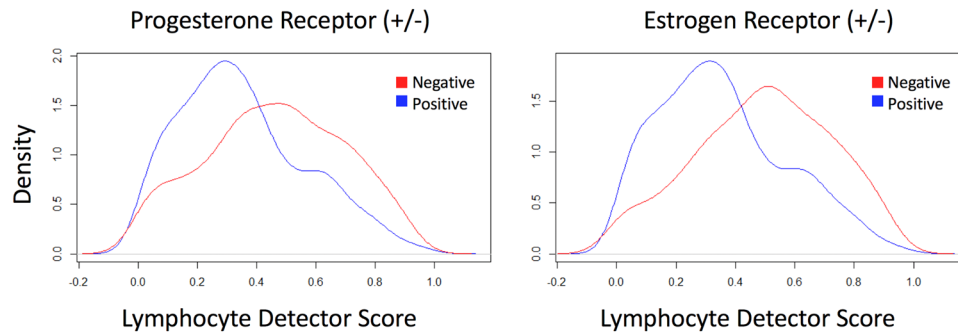 Progesterone Receptor (+/-)
Density
0.0
0.5
1.0
1.5
2.0
Negative
Positive
-0.2 0.0 0.2 0.4 0.6 0.8 1.0
Lymphocyte Detector Score
Estrogen Receptor (+/-)
0.0
0.5
1.0
1.5
Negative
Positive
-0.2 0.0 0.2 0.4 0.6 0.8 1.0
Lymphocyte Detector Score